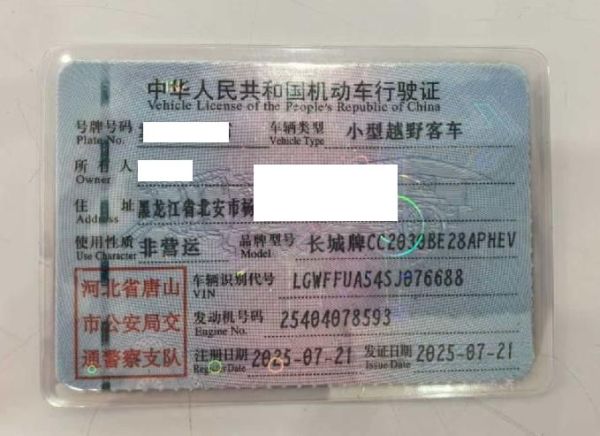 中华人民共和国机动车行驶证
Vehicle License of the People's Republic of China
号牌号码 Plate No. 车辆类型 Vehicle Type 小型越野客车
所有人 Owner
住址 Address 黑龙江省北安市杨
使用性质 Use Character 非营运 品牌型号 Model 长城牌CC2030BE28APHEV
车辆识别代号 VIN LGWFFUA54SJ076688
发动机号码 Engine No. 25404078593
注册日期 Register Date 2025-07-21 发证日期 Issue Date 2025-07-21
河北省唐山
市公安局交
通警察支队